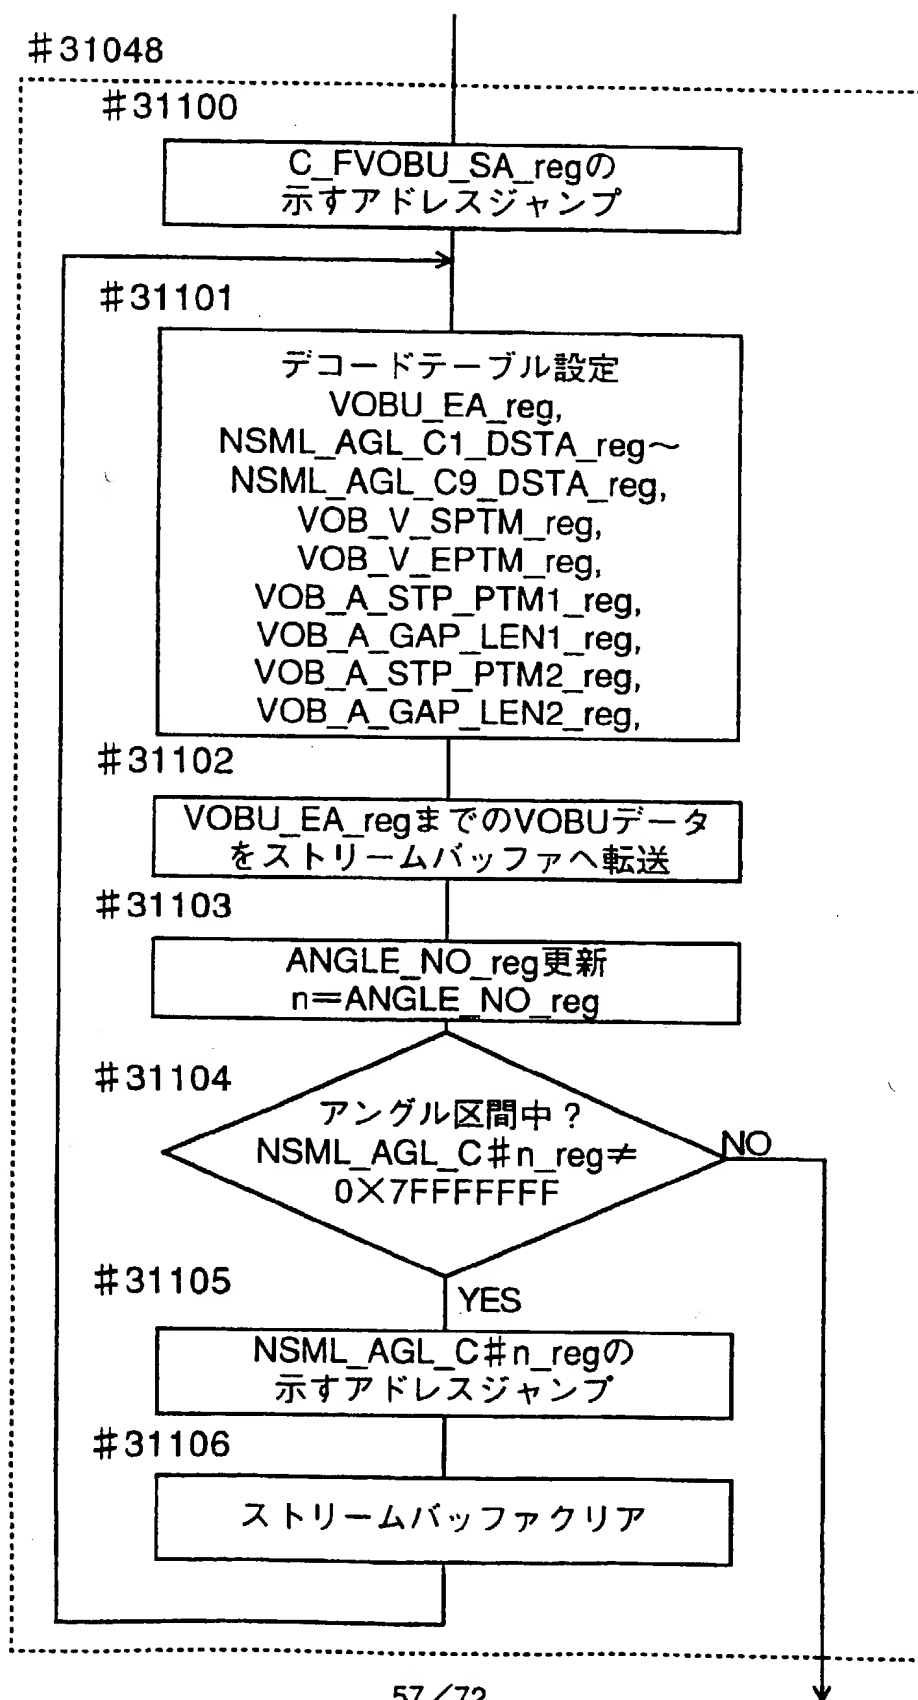 #31048
#31100
C_FVOBU_SA_regの
示すアドレスジャンプ
#31101
デコードテーブル設定
VOBU_EA_reg,
NSML_AGL_C1_DSTA_reg～
NSML_AGL_C9_DSTA_reg,
VOB_V_SPTM_reg,
VOB_V_EPTM_reg,
VOB_A_STP_PTM1_reg,
VOB_A_GAP_LEN1_reg,
VOB_A_STP_PTM2_reg,
VOB_A_GAP_LEN2_reg,
#31102
VOBU_EA_regまでのVOBUデータ
をストリームバッファへ転送
#31103
ANGLE_NO_reg更新
n=ANGLE_NO_reg
#31104
アングル区間中？
NSML_AGL_C#n_reg≠
0×7FFFFFFF
NO
#31105
YES
NSML_AGL_C#n_regの
示すアドレスジャンプ
#31106
ストリームバッファクリア
57/72